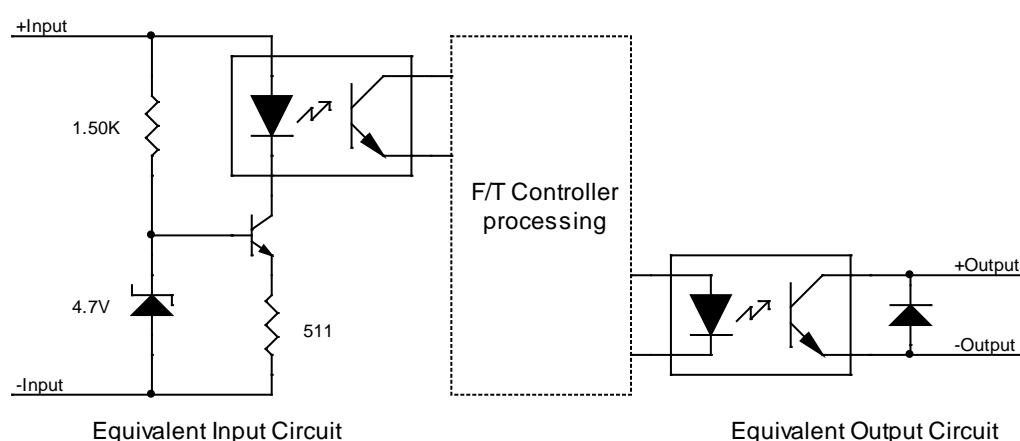 +Input
1.50K
4.7V
511
-Input
F/T Controller
processing
+Output
-Output
Equivalent Input Circuit
Equivalent Output Circuit